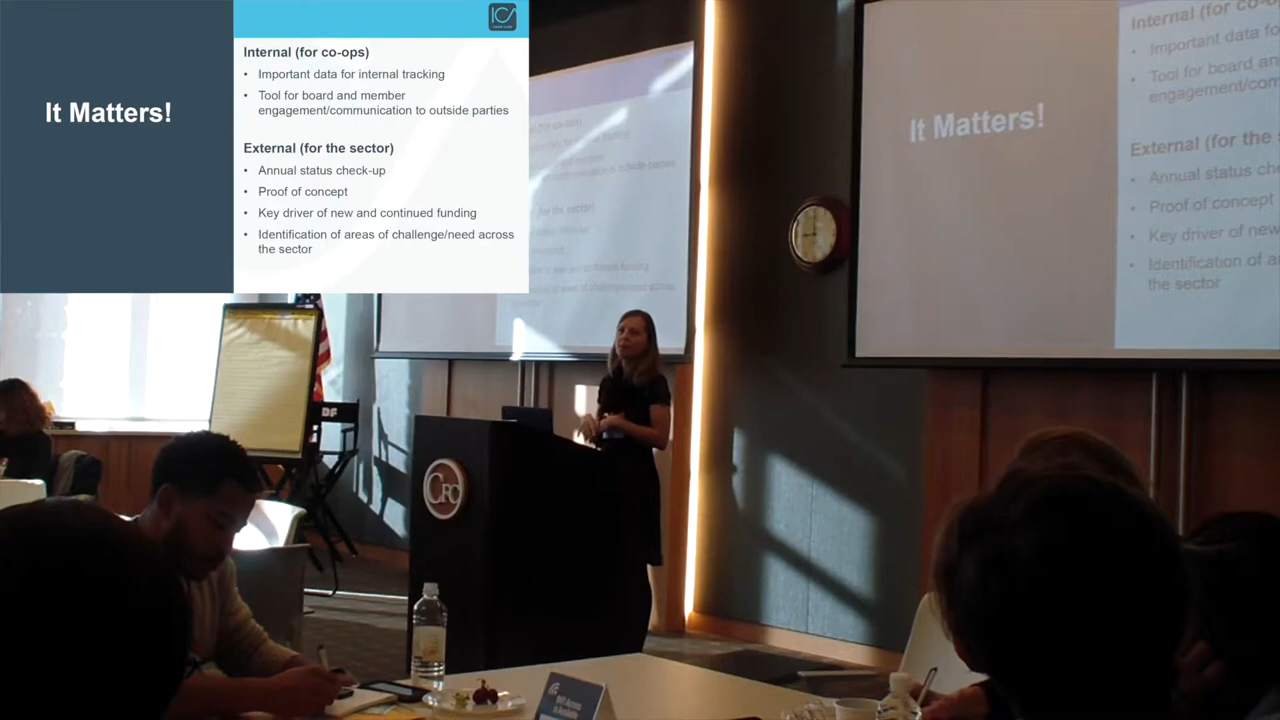 ICA
It Matters!
Internal (for co-ops)
• Important data for internal tracking
• Tool for board and member
engagement/communication to outside parties
External (for the sector)
• Annual status check-up
• Proof of concept
• Key driver of new and continued funding
• Identification of areas of challenge/need across
the sector
It Matters!
Internal (for co-o
• Important data fo
• Tool for board an
engagement/com
External (for the
• Annual status che
• Proof of concept
• Key driver of new
• Identification of a
the sector
DF
CFO